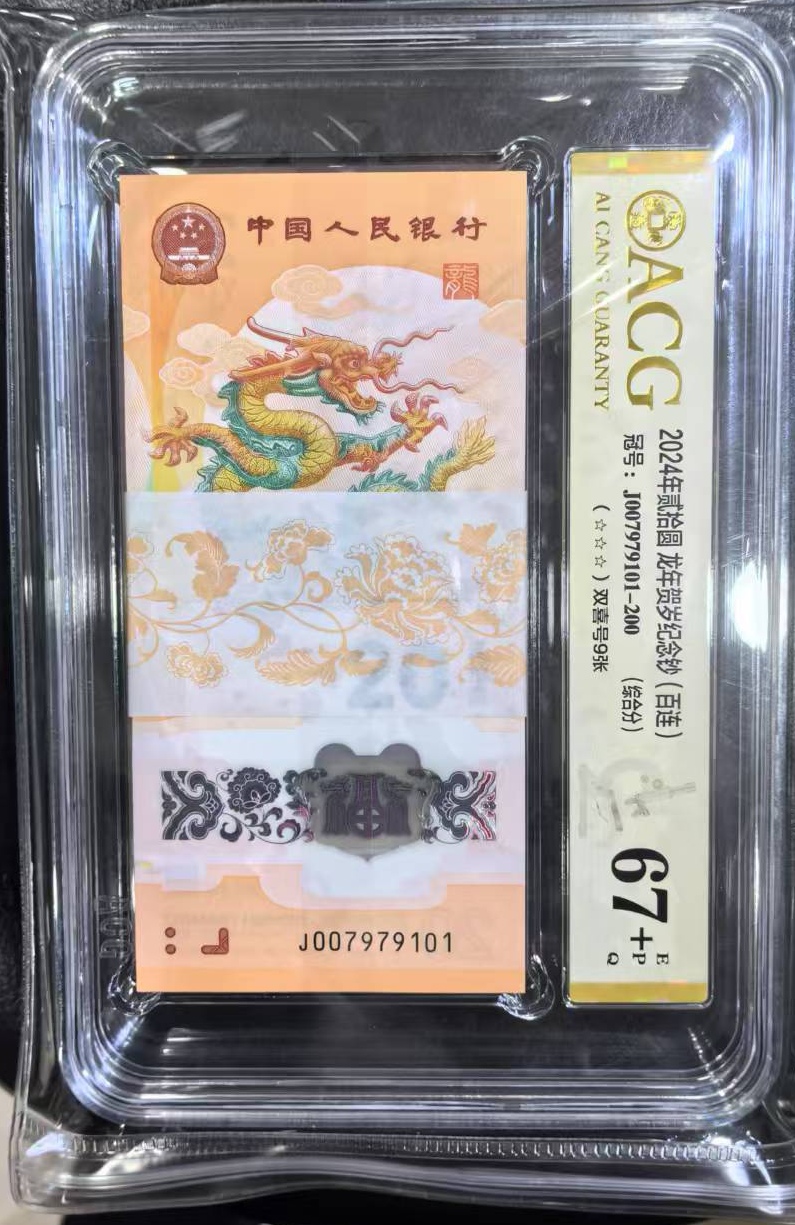 中国人民银行
龍
J007979101
ACG
AI CANG GUARANTY
2024年贰拾圆 龙年贺岁纪念钞（百连）
冠号：J007979101-200 （综合分）
（☆☆☆）双喜号9张
67+
E
P
Q